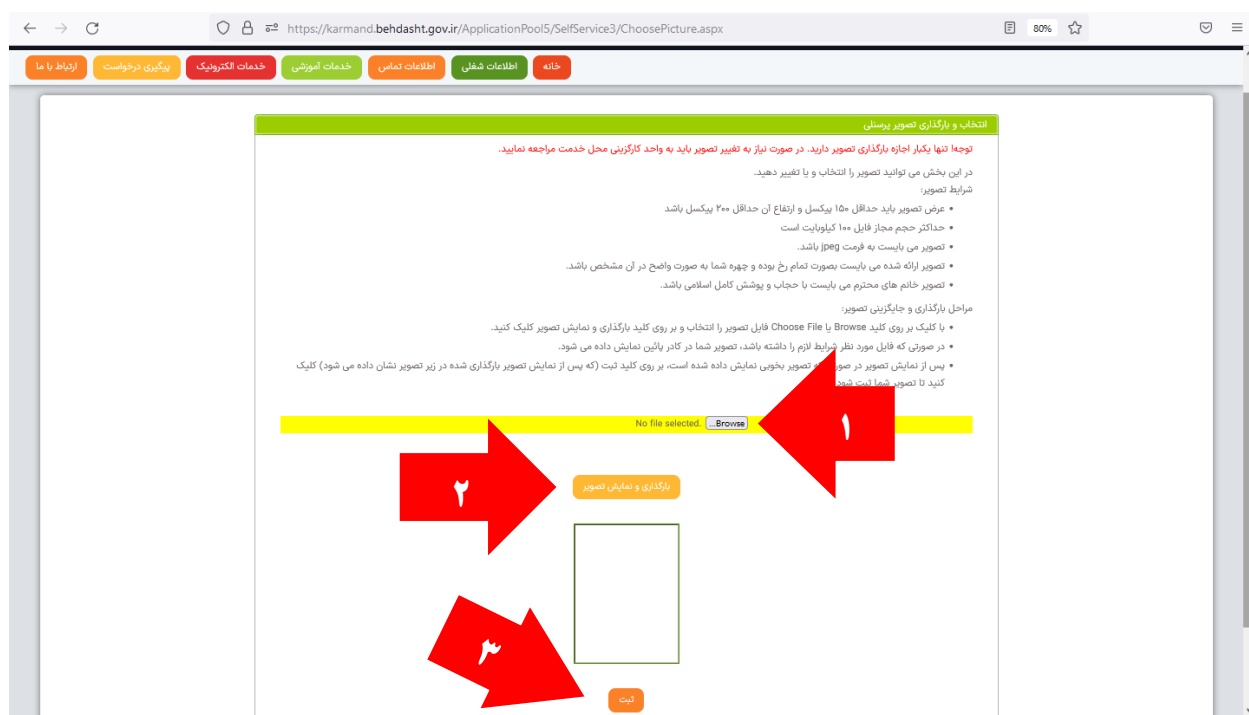 https://karmand.behdasht.gov.ir/ApplicationPool5/SelfService3/ChoosePicture.aspx
80%
خانه
اطلاعات شغلی
اطلاعات تماس
خدمات آموزشی
خدمات الکترونیک
پیگیری درخواست
ارتباط با ما
انتخاب و بارگذاری تصویر پرسنلی
توجه! تنها یکبار اجازه بارگذاری تصویر دارید. در صورت نیاز به تغییر تصویر باید به واحد کارگزینی محل خدمت مراجعه نمایید.
در این بخش می توانید تصویر را انتخاب و یا تغییر دهید.
شرایط تصویر:
• عرض تصویر باید حداقل ۱۵۰ پیکسل و ارتفاع آن حداقل ۲۰۰ پیکسل باشد
• حداکثر حجم مجاز فایل ۱۰۰ کیلوبایت است
• تصویر می بایست به فرمت jpeg باشد.
• تصویر ارائه شده می بایست بصورت تمام رخ بوده و چهره شما به صورت واضح در آن مشخص باشد.
• تصویر خانم های محترم می بایست با حجاب و پوشش کامل اسلامی باشد.
مراحل بارگذاری و جایگزینی تصویر:
• با کلیک بر روی کلید Browse یا Choose File فایل تصویر را انتخاب و بر روی کلید بارگذاری و نمایش تصویر کلیک کنید.
• در صورتی که فایل مورد نظر شرایط لازم را داشته باشد، تصویر شما در کادر پائین نمایش داده می شود.
• پس از نمایش تصویر در تصویر بخوبی نمایش داده شده است، بر روی کلید ثبت (که پس از نمایش تصویر بارگذاری شده در زیر تصویر نشان داده می شود) کلیک
کنید تا تصویر شما ثبت شود
Browse... No file selected.
۱
بارگذاری و نمایش تصویر
۲
۳
ثبت